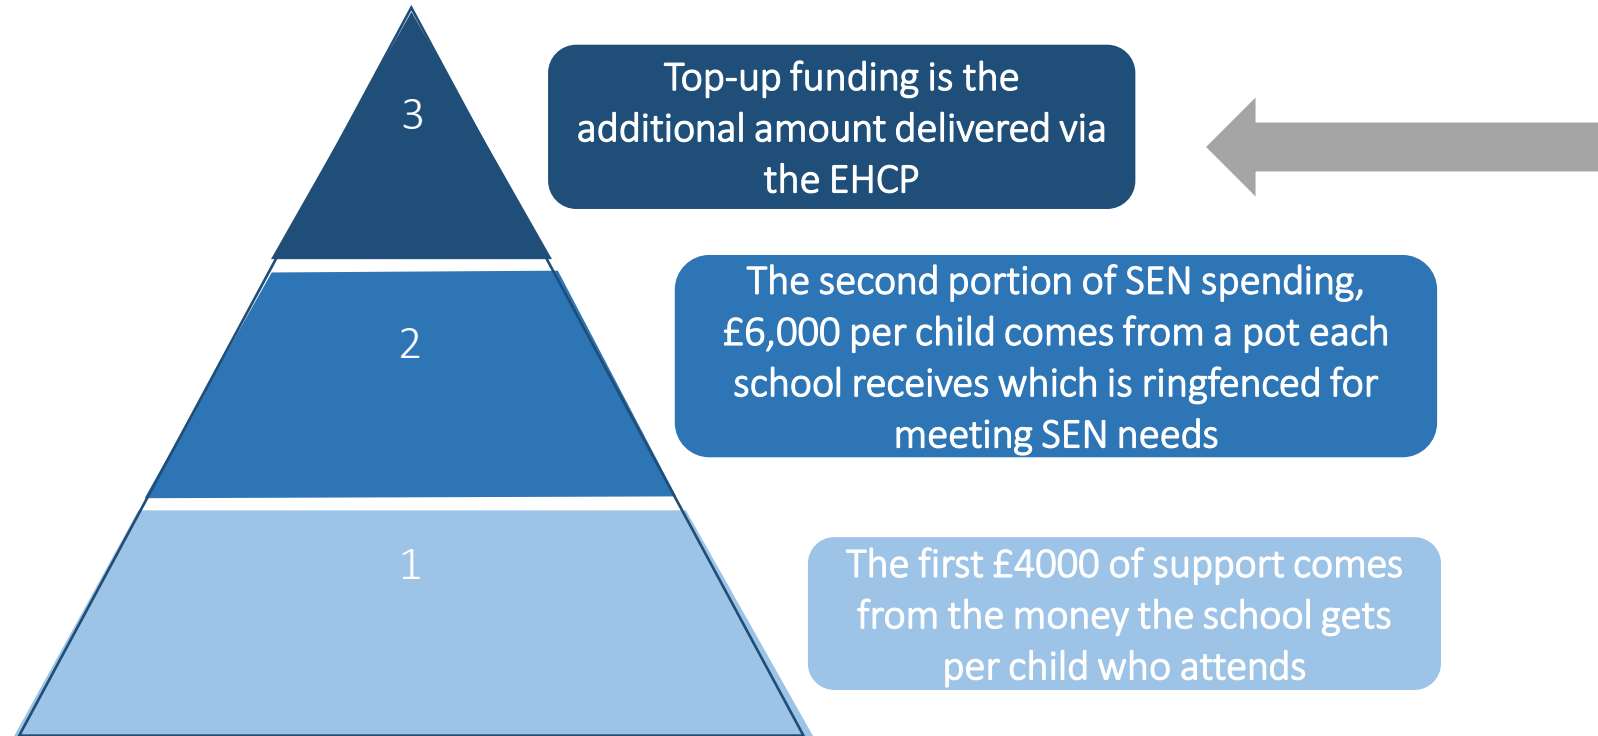 3
Top-up funding is the
additional amount delivered via
the EHCP
2
The second portion of SEN spending,
£6,000 per child comes from a pot each
school receives which is ringfenced for
meeting SEN needs
1
The first £4000 of support comes
from the money the school gets
per child who attends